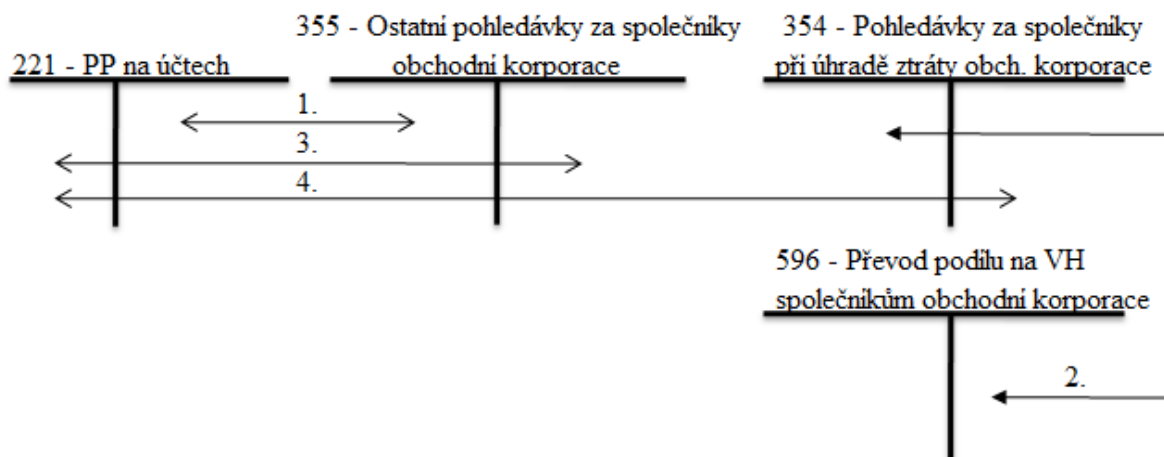 355 - Ostatní pohledávky za společníky
obchodní korporace
354 - Pohledávky za společníky
při úhradě ztráty obch. korporace
221 - PP na účtech
1.
3.
4.
596 - Převod podílu na VH
společníkům obchodní korporace
2.